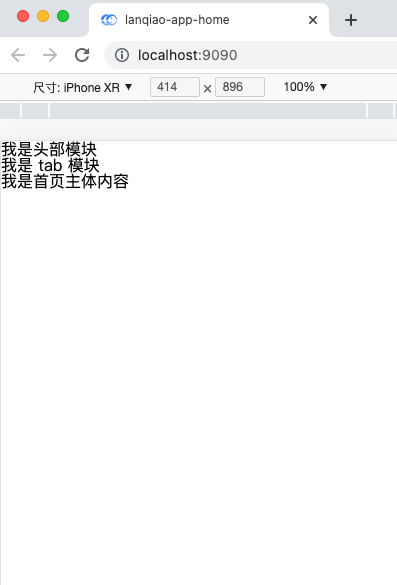 lanqiao-app-home
localhost:9090
尺寸: iPhone XR ▼ 414 × 896 100% ▼
我是头部模块
我是 tab 模块
我是首页主体内容